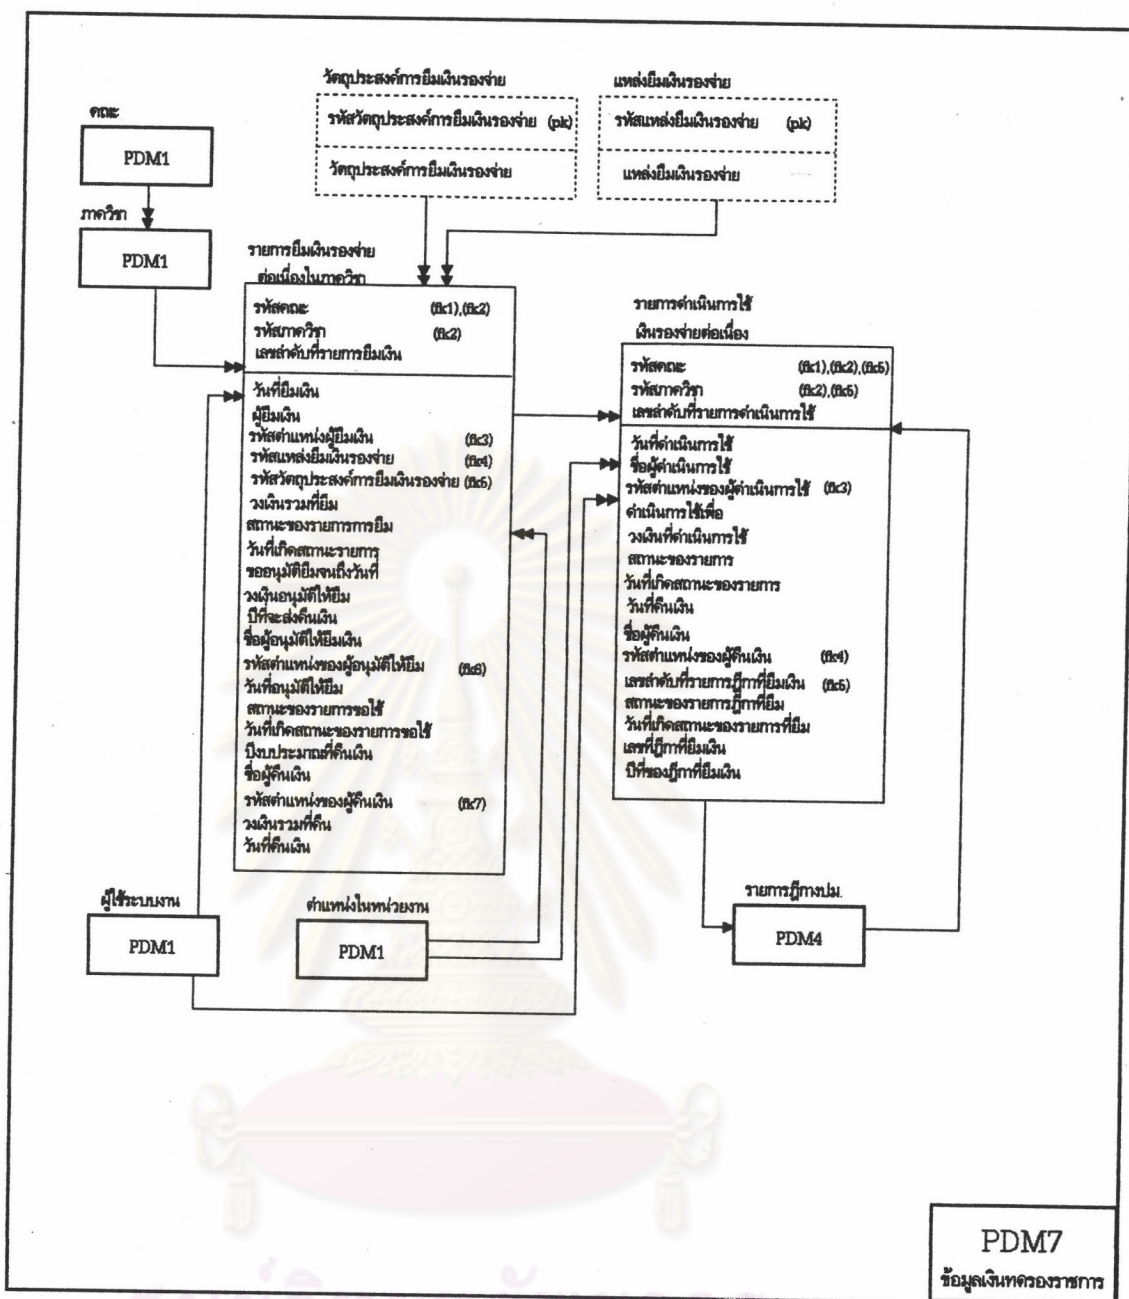 วัตถุประสงค์การยืมเงินรองจ่าย
รหัสวัตถุประสงค์การยืมเงินรองจ่าย (pk)
วัตถุประสงค์การยืมเงินรองจ่าย
แหล่งยืมเงินรองจ่าย
รหัสแหล่งยืมเงินรองจ่าย (pk)
แหล่งยืมเงินรองจ่าย
คณะ
PDM1
ภาควิชา
PDM1
รายการยืมเงินรองจ่าย
ต่อเนื่องในภาควิชา
รหัสคณะ (fk1),(fk2)
รหัสภาควิชา (fk2)
เลขลำดับที่รายการยืมเงิน
วันที่ยืมเงิน
ผู้ยืมเงิน
รหัสตำแหน่งผู้ยืมเงิน (fk3)
รหัสแหล่งยืมเงินรองจ่าย (fk4)
รหัสวัตถุประสงค์การยืมเงินรองจ่าย (fk5)
วงเงินรวมที่ยืม
สถานะของรายการการยืม
วันที่เกิดสถานะรายการ
ขออนุมัติยืมจนถึงวันที่
วงเงินอนุมัติให้ยืม
ปีที่จะส่งคืนเงิน
ชื่อผู้อนุมัติให้ยืมเงิน
รหัสตำแหน่งของผู้อนุมัติให้ยืม (fk6)
วันที่อนุมัติให้ยืม
สถานะของรายการขอใช้
วันที่เกิดสถานะของรายการขอใช้
ปีงบประมาณที่คืนเงิน
ชื่อผู้คืนเงิน
รหัสตำแหน่งของผู้คืนเงิน (fk7)
วงเงินรวมที่คืน
วันที่คืนเงิน
รายการดำเนินการใช้
เงินรองจ่ายต่อเนื่อง
รหัสคณะ (fk1),(fk2),(fk5)
รหัสภาควิชา (fk2),(fk5)
เลขลำดับที่รายการดำเนินการใช้
วันที่ดำเนินการใช้
ชื่อผู้ดำเนินการใช้
รหัสตำแหน่งของผู้ดำเนินการใช้ (fk3)
ดำเนินการใช้เพื่อ
วงเงินที่ดำเนินการใช้
สถานะของรายการ
วันที่เกิดสถานะของรายการ
วันที่คืนเงิน
ชื่อผู้คืนเงิน
รหัสตำแหน่งของผู้คืนเงิน (fk4)
เลขลำดับที่รายการฎีกาที่ยืมเงิน (fk5)
สถานะของรายการฎีกาที่ยืม
วันที่เกิดสถานะของรายการที่ยืม
เลขที่ฎีกาที่ยืมเงิน
ปีที่ของฎีกาที่ยืมเงิน
ผู้ใช้ระบบงาน
PDM1
ตำแหน่งในหน่วยงาน
PDM1
รายการฎีกางปม.
PDM4
PDM7
ข้อมูลเงินทดรองราชการ